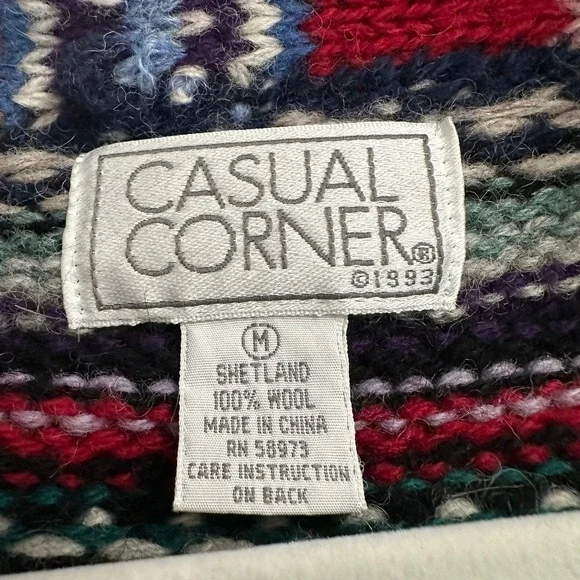 CASUAL
CORNER®
©1993
M
SHETLAND
100% WOOL
MADE IN CHINA
RN 58973
CARE INSTRUCTION
ON BACK